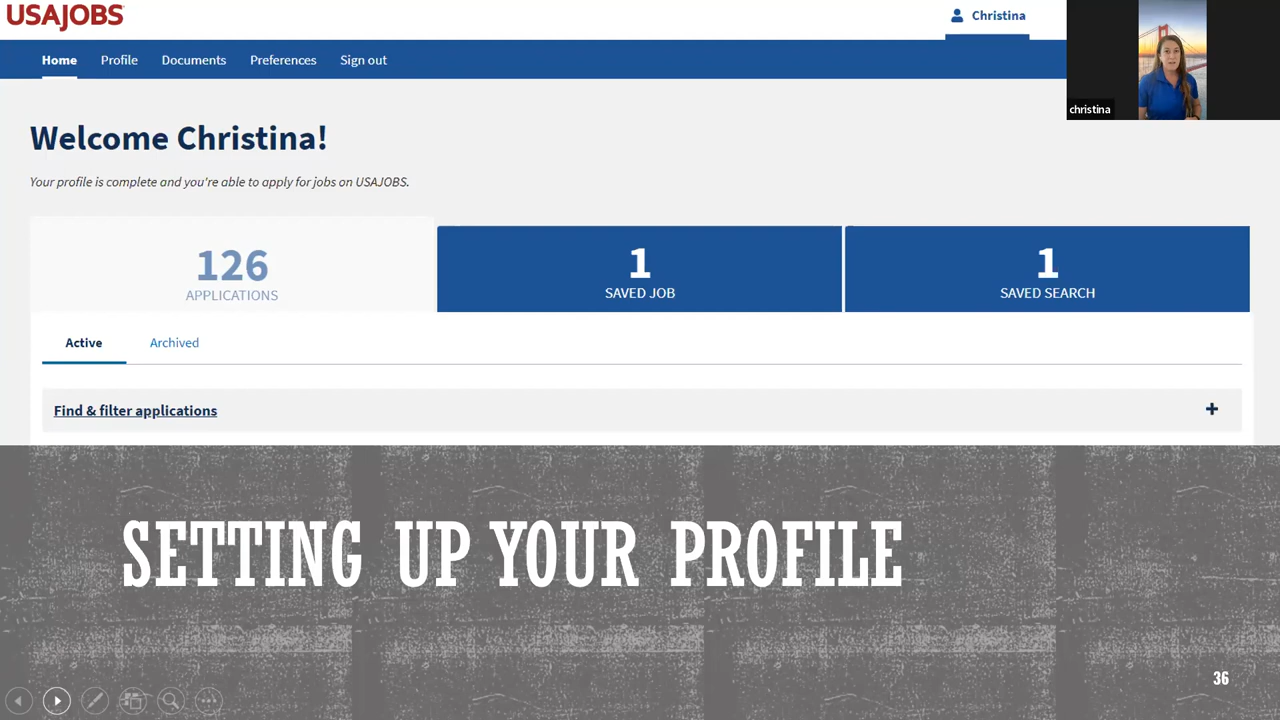 USAJOBS
Christina
Home Profile Documents Preferences Sign out
christina
Welcome Christina!
Your profile is complete and you're able to apply for jobs on USAJOBS.
126
APPLICATIONS
1
SAVED JOB
1
SAVED SEARCH
Active Archived
Find & filter applications
SETTING UP YOUR PROFILE
36